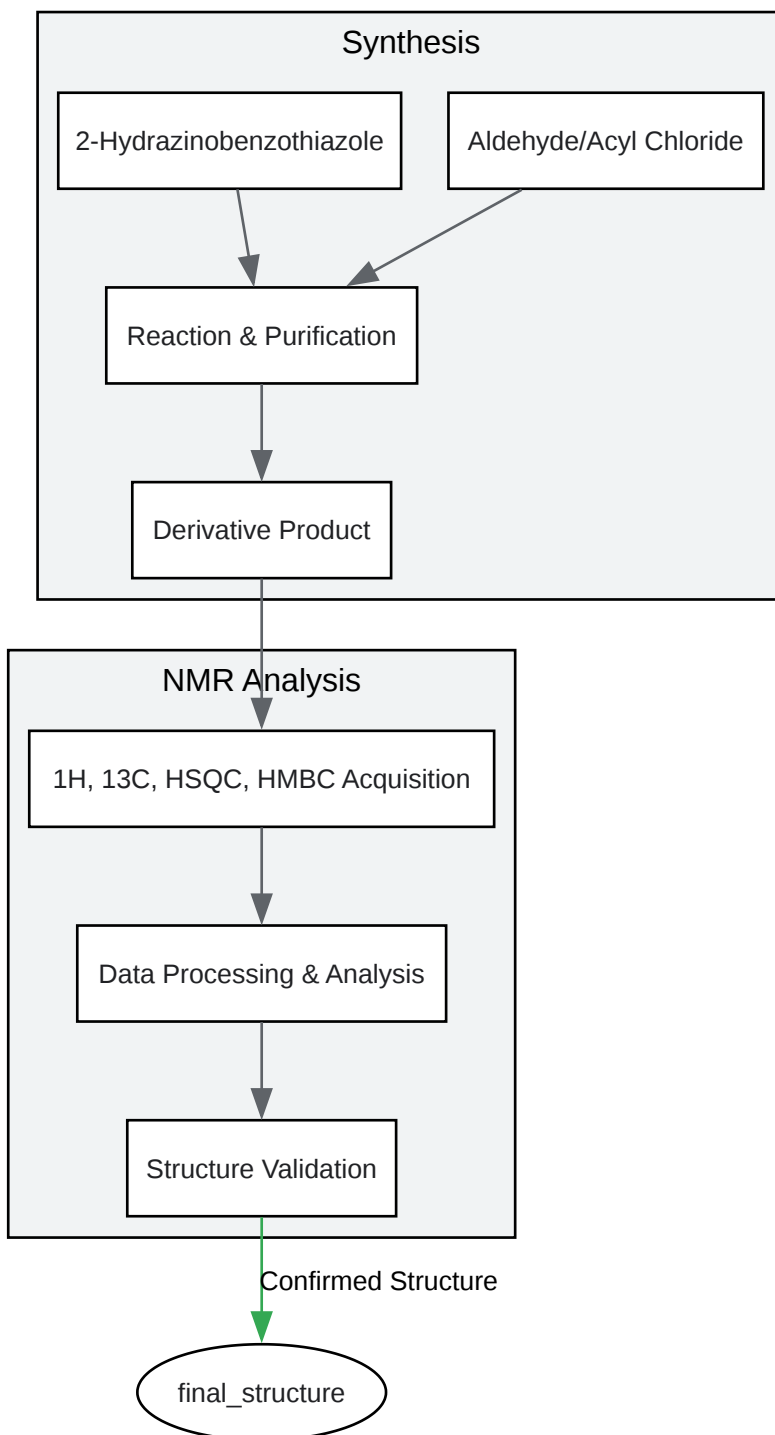 Synthesis
2-Hydrazinobenzothiazole
Aldehyde/Acyl Chloride
Reaction & Purification
Derivative Product
NMR Analysis
1H, 13C, HSQC, HMBC Acquisition
Data Processing & Analysis
Structure Validation
Confirmed Structure
final_structure